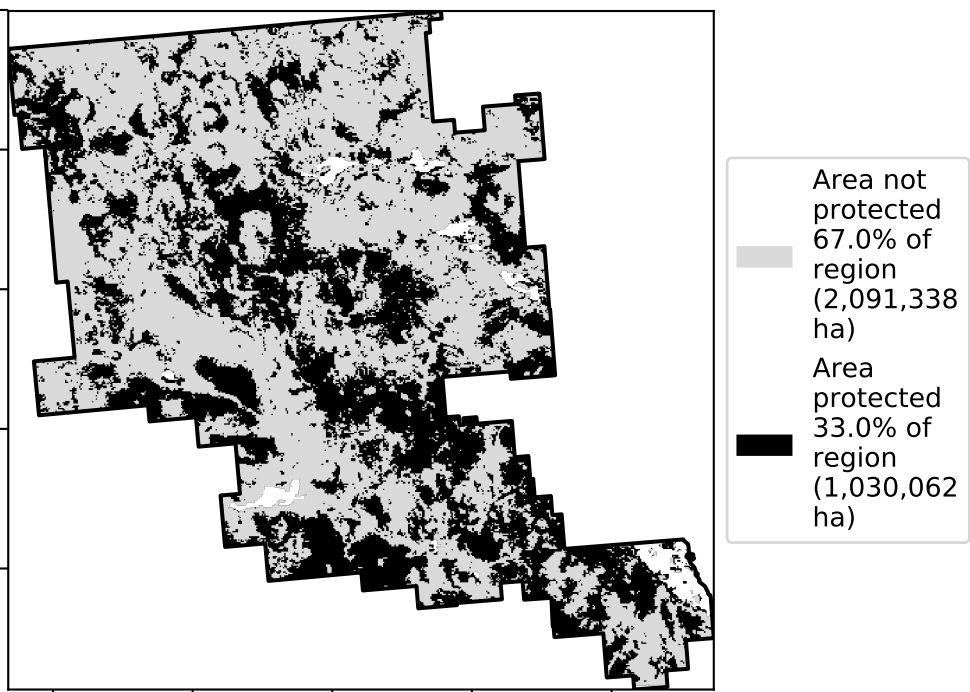 Area not
protected
67.0% of
region
(2,091,338
ha)
Area
protected
33.0% of
region
(1,030,062
ha)